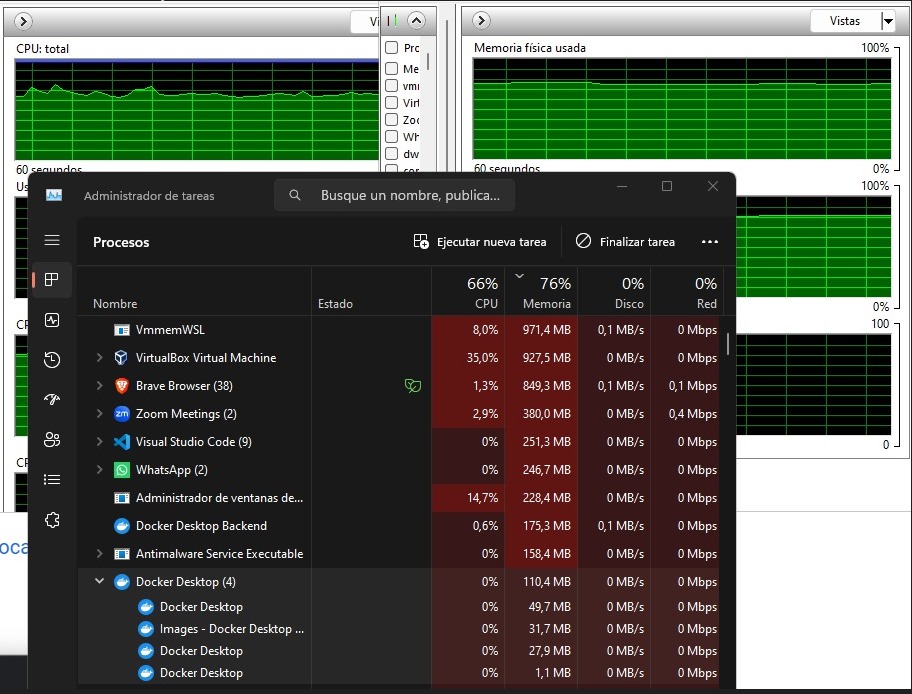 Vi
Vistas
CPU: total
60 segundos
Us
CP
CP
oca
Pro
Me
vmr
Virt
Zoo
Wh
dw
Memoria física usada
100%
60 segundos
0%
100%
0%
100
0
Administrador de tareas
Busque un nombre, publica...
Procesos
Ejecutar nueva tarea
Finalizar tarea
66% 76% 0% 0%
Nombre Estado CPU Memoria Disco Red
VmmemWSL 8,0% 971,4 MB 0,1 MB/s 0 Mbps
VirtualBox Virtual Machine 35,0% 927,5 MB 0 MB/s 0 Mbps
Brave Browser (38) 1,3% 849,3 MB 0,1 MB/s 0,1 Mbps
zm Zoom Meetings (2) 2,9% 380,0 MB 0 MB/s 0,4 Mbps
Visual Studio Code (9) 0% 251,3 MB 0 MB/s 0 Mbps
WhatsApp (2) 0% 246,7 MB 0 MB/s 0 Mbps
Administrador de ventanas de... 14,7% 228,4 MB 0 MB/s 0 Mbps
Docker Desktop Backend 0,6% 175,3 MB 0,1 MB/s 0 Mbps
Antimalware Service Executable 0% 158,4 MB 0 MB/s 0 Mbps
Docker Desktop (4) 0% 110,4 MB 0 MB/s 0 Mbps
Docker Desktop 0% 49,7 MB 0 MB/s 0 Mbps
Images - Docker Desktop ... 0% 31,7 MB 0 MB/s 0 Mbps
Docker Desktop 0% 27,9 MB 0 MB/s 0 Mbps
Docker Desktop 0% 1,1 MB 0 MB/s 0 Mbps